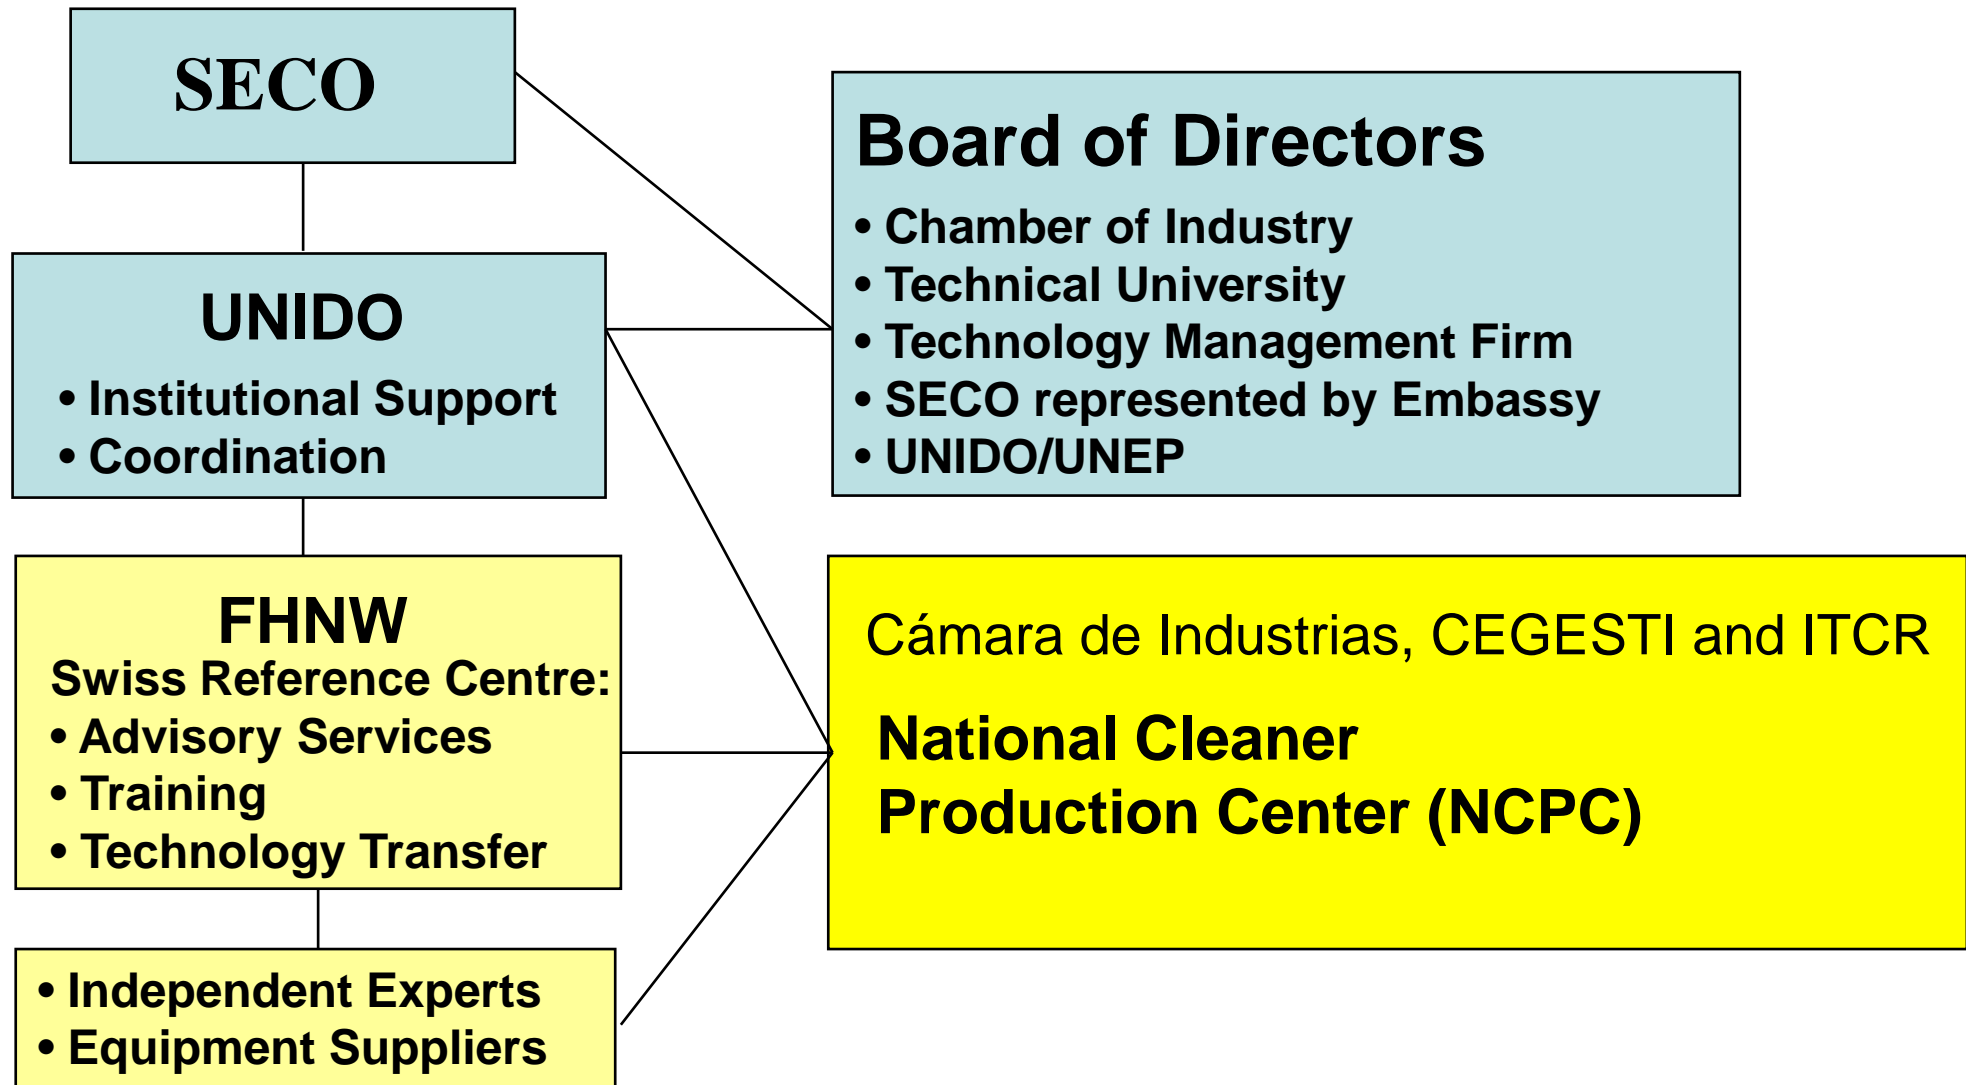 SECO
Board of Directors
• Chamber of Industry
• Technical University
• Technology Management Firm
• SECO represented by Embassy
• UNIDO/UNEP
UNIDO
• Institutional Support
• Coordination
FHNW
Swiss Reference Centre:
• Advisory Services
• Training
• Technology Transfer
Cámara de Industrias, CEGESTI and ITCR
National Cleaner
Production Center (NCPC)
• Independent Experts
• Equipment Suppliers